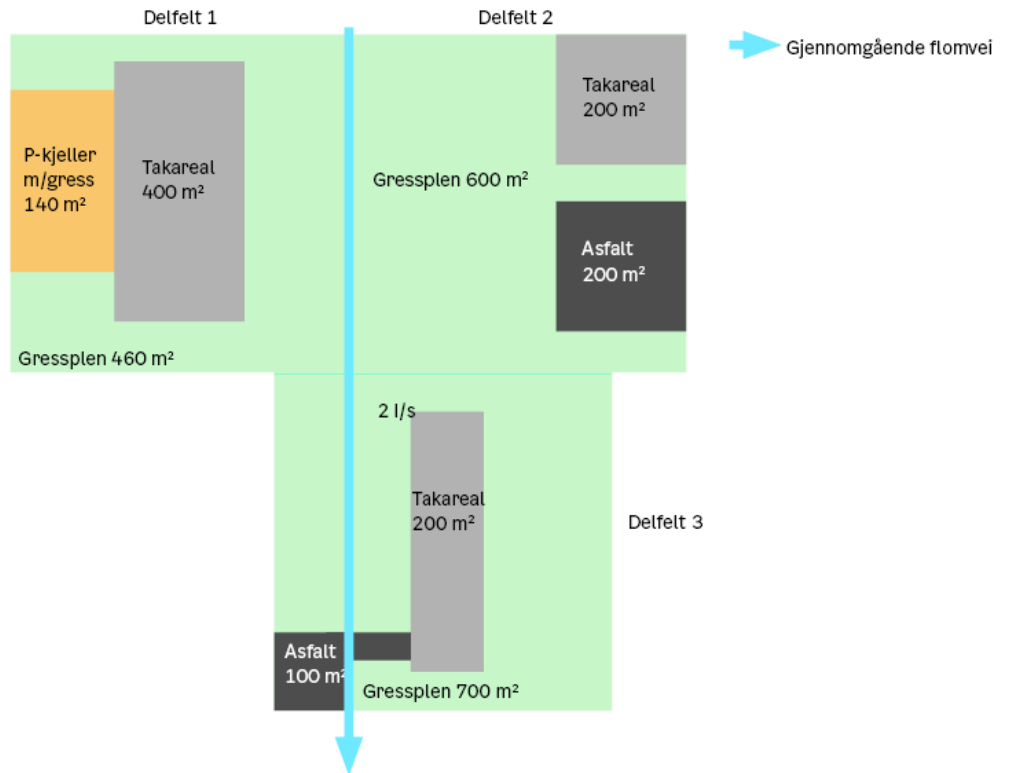 Delfelt 1
Delfelt 2
Gjennomgående flomvei
P-kjeller
m/gress
140 m²
Takareal
400 m²
Gressplen 460 m²
Gressplen 600 m²
Takareal
200 m²
Asfalt
200 m²
2 l/s
Takareal
200 m²
Delfelt 3
Asfalt
100 m²
Gressplen 700 m²